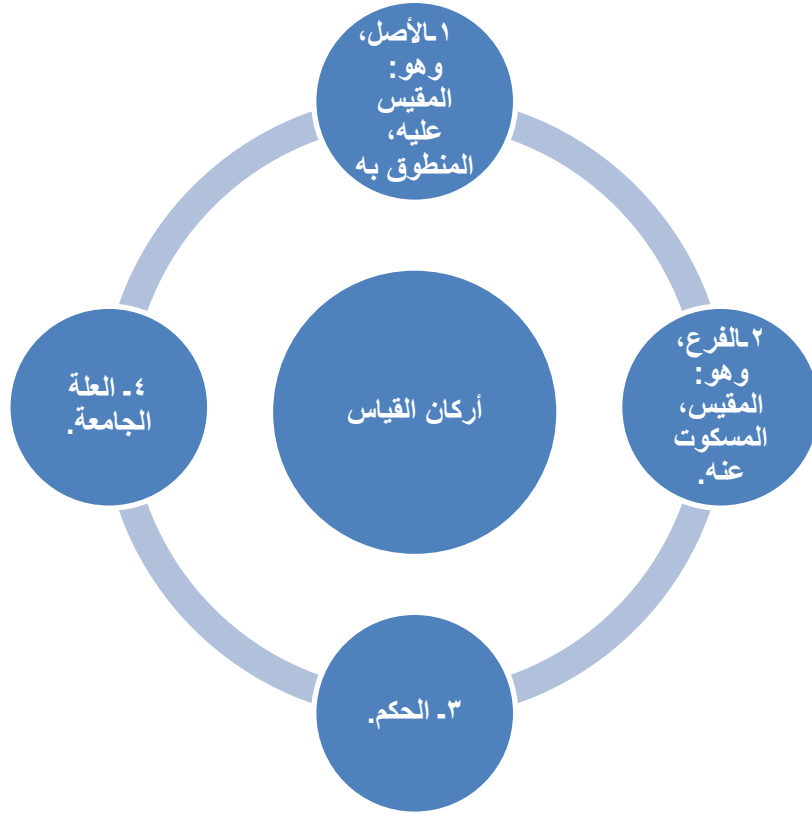 ١ـالأصل،
وهو:
المقيس
عليه،
المنطوق به
٢ـالفرع،
وهو:
المقيس،
المسكوت
عنه.
أركان القياس
٤ـ العلة
الجامعة.
٣ـ الحكم.